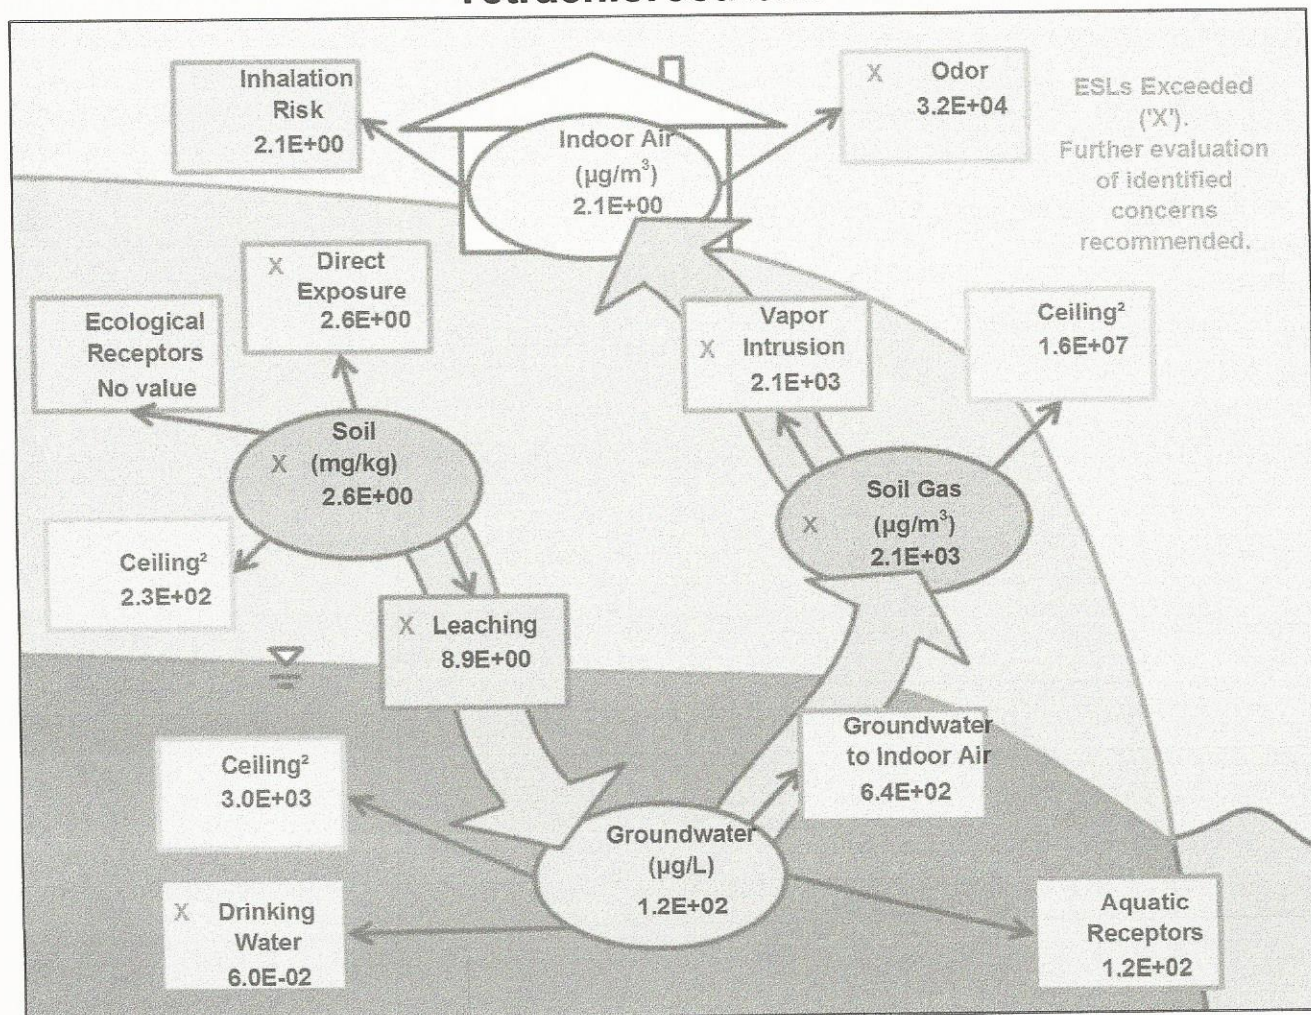 Inhalation
Risk
2.1E+00
Indoor Air
(µg/m³)
2.1E+00
X Odor
3.2E+04
ESLs Exceeded
('X').
Further evaluation
of identified
concerns
recommended.
X Direct
Exposure
2.6E+00
Ecological
Receptors
No value
Vapor
X Intrusion
2.1E+03
Ceiling²
1.6E+07
Soil
X (mg/kg)
2.6E+00
Soil Gas
X (µg/m³)
2.1E+03
Ceiling²
2.3E+02
X Leaching
8.9E+00
Groundwater
to Indoor Air
6.4E+02
Ceiling²
3.0E+03
Groundwater
(µg/L)
1.2E+02
X Drinking
Water
6.0E-02
Aquatic
Receptors
1.2E+02